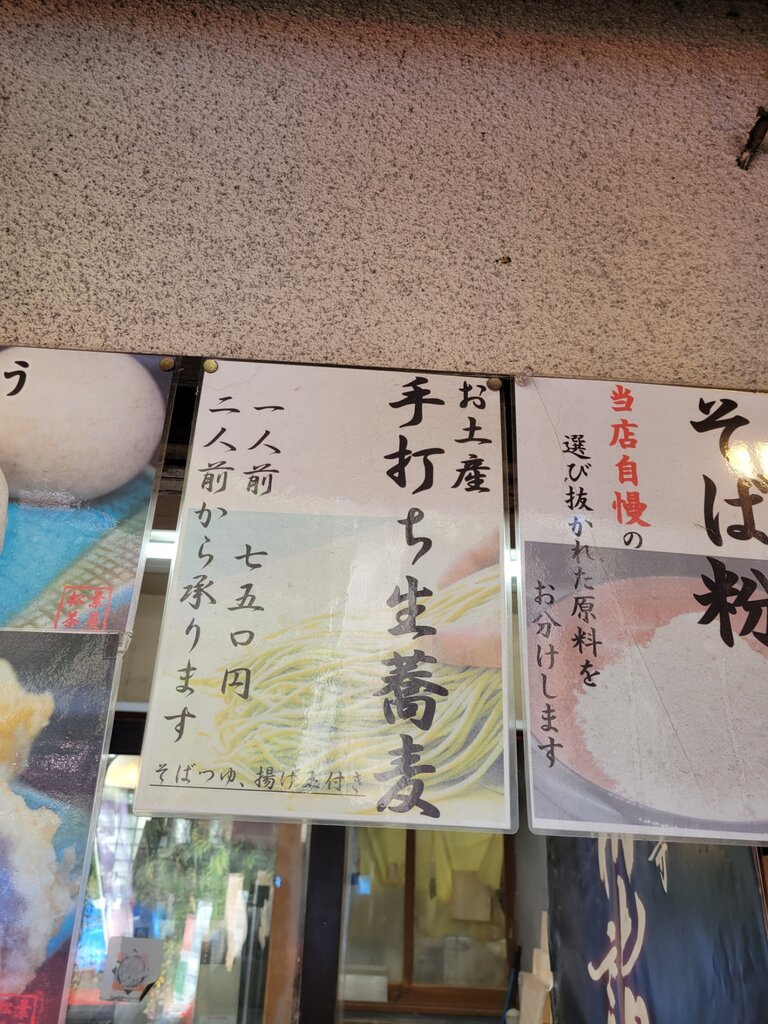 そば粉
当店自慢の
選び抜かれた原料を
お分けします
お土産
手打ち生蕎麦
一人前 七五〇円
二人前から承ります
そばつゆ、揚げ玉付き
う